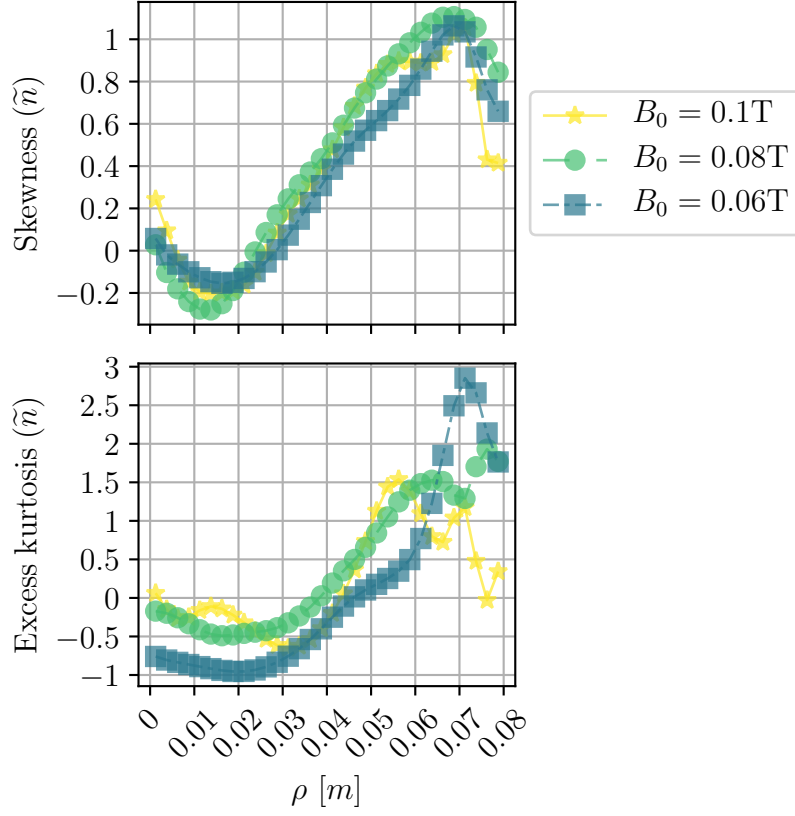 Skewness (ñ)
1
0.8
0.6
0.4
0.2
0
−0.2
B₀ = 0.1T
B₀ = 0.08T
B₀ = 0.06T
Excess kurtosis (ñ)
3
2.5
2
1.5
1
0.5
0
−0.5
−1
0 0.01 0.02 0.03 0.04 0.05 0.06 0.07 0.08
ρ [m]